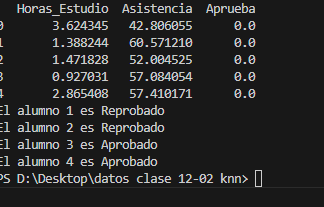 Horas_Estudio Asistencia Aprueba
0 3.624345 42.806055 0.0
1 1.388244 60.571210 0.0
2 1.471828 52.004525 0.0
3 0.927031 57.084054 0.0
4 2.865408 57.410171 0.0
El alumno 1 es Reprobado
El alumno 2 es Reprobado
El alumno 3 es Aprobado
El alumno 4 es Aprobado
PS D:\Desktop\datos clase 12-02 knn>